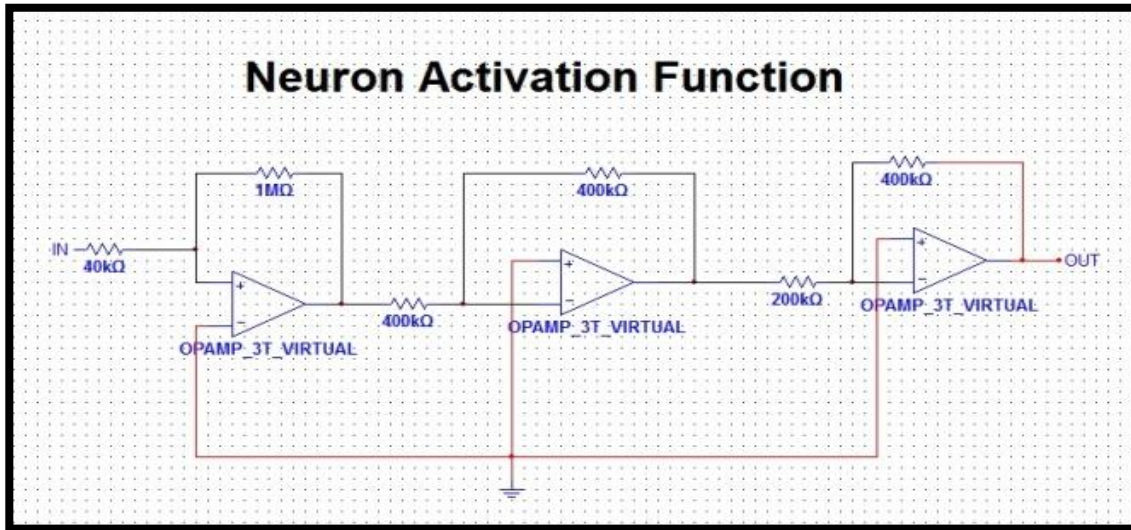 Neuron Activation Function
1MΩ
400kΩ
400kΩ
IN
40kΩ
+
−
OPAMP_3T_VIRTUAL
400kΩ
+
−
OPAMP_3T_VIRTUAL
200kΩ
+
−
OPAMP_3T_VIRTUAL
OUT